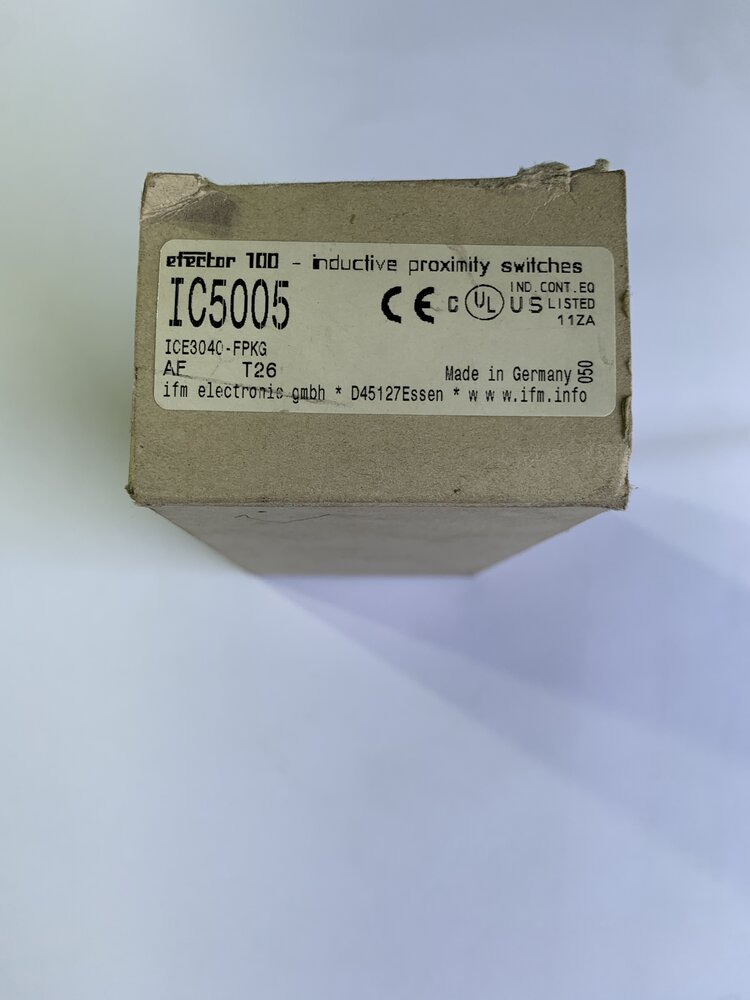 efector 100 - inductive proximity switches
IC5005
CE C UL US IND.CONT.EQ
LISTED
11ZA
ICE3040-FPKG
AF T26
Made in Germany 050
ifm electronic gmbh * D45127Essen * w w w.ifm.info